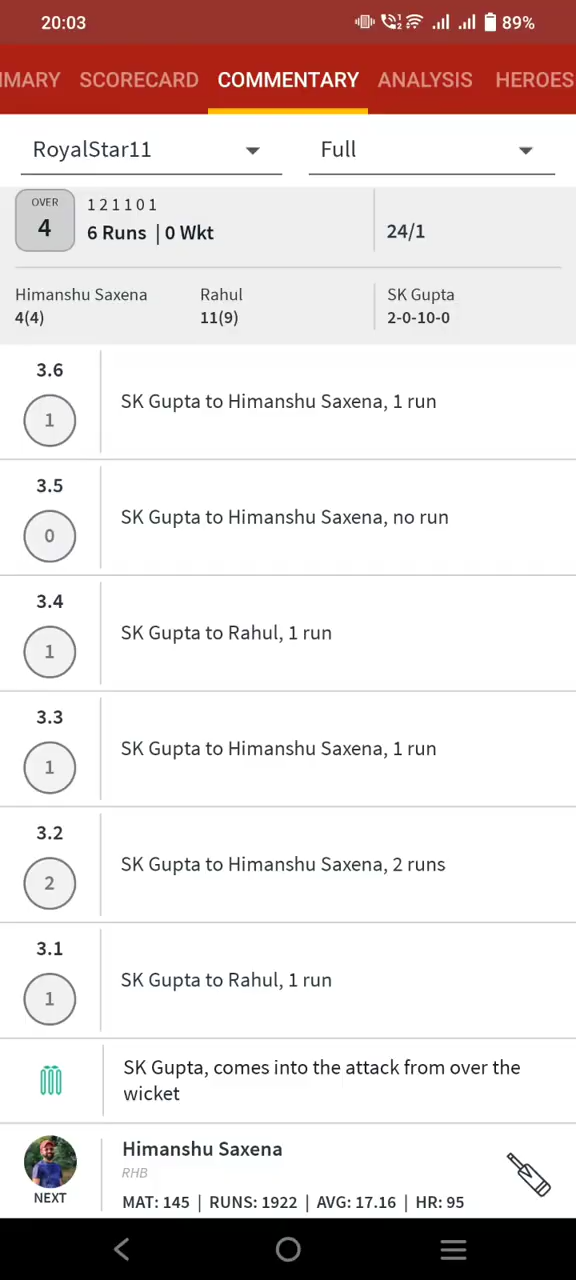 20:03 2 89%
MARY SCORECARD COMMENTARY ANALYSIS HEROES
RoyalStar11 Full
OVER
4
1 2 1 1 0 1
6 Runs | 0 Wkt
24/1
Himanshu Saxena Rahul SK Gupta
4(4) 11(9) 2-0-10-0
3.6
1
SK Gupta to Himanshu Saxena, 1 run
3.5
0
SK Gupta to Himanshu Saxena, no run
3.4
1
SK Gupta to Rahul, 1 run
3.3
1
SK Gupta to Himanshu Saxena, 1 run
3.2
2
SK Gupta to Himanshu Saxena, 2 runs
3.1
1
SK Gupta to Rahul, 1 run
SK Gupta, comes into the attack from over the
wicket
NEXT
Himanshu Saxena
RHB
MAT: 145 | RUNS: 1922 | AVG: 17.16 | HR: 95